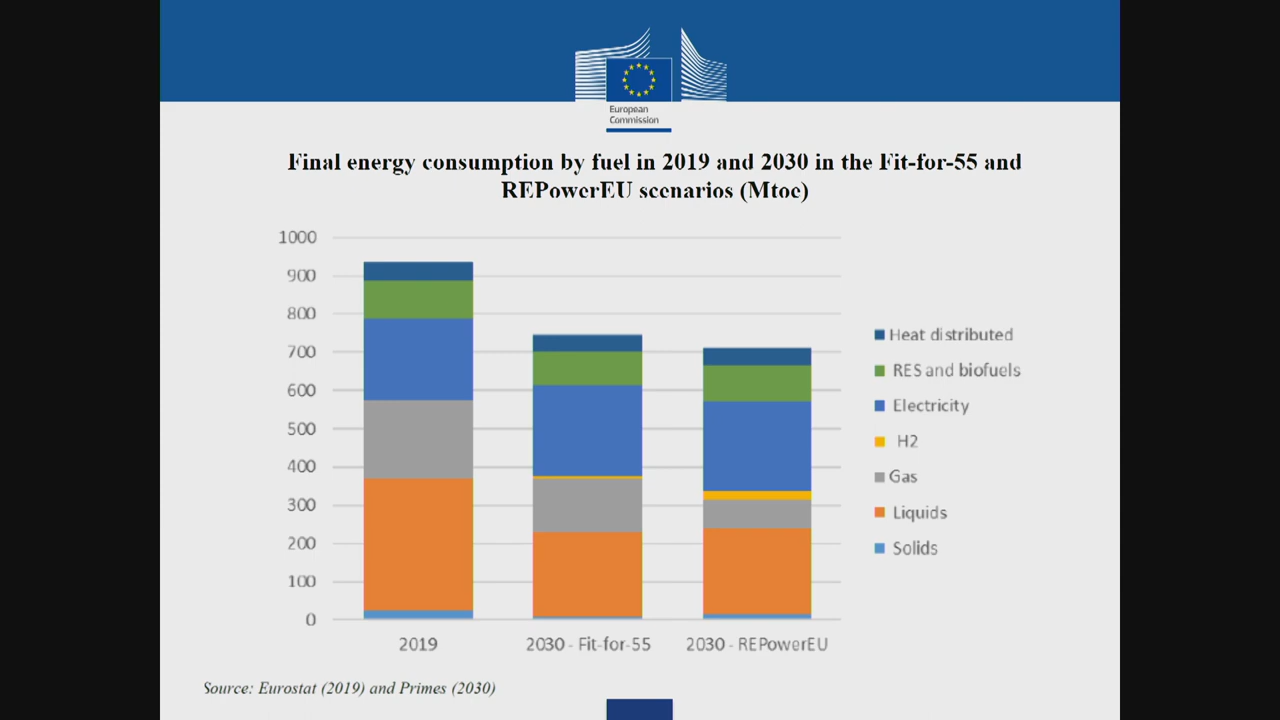 European
Commission
Final energy consumption by fuel in 2019 and 2030 in the Fit-for-55 and
REPowerEU scenarios (Mtoe)
1000
900
800
700
600
500
400
300
200
100
0
2019
2030 - Fit-for-55
2030 - REPowerEU
Heat distributed
RES and biofuels
Electricity
H2
Gas
Liquids
Solids
Source: Eurostat (2019) and Primes (2030)